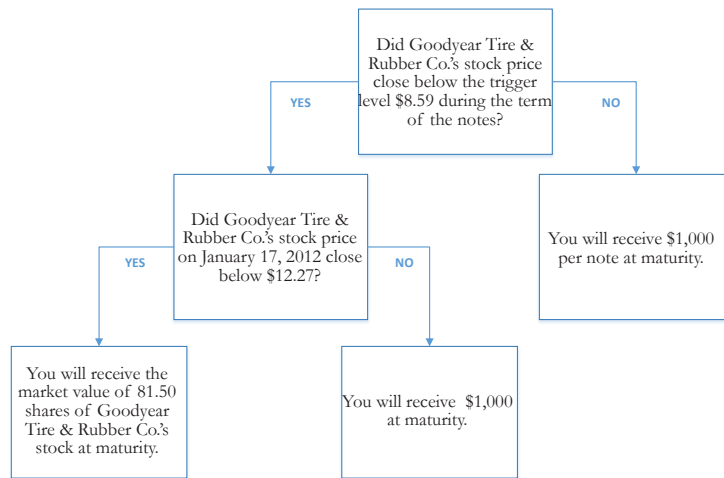 Did Goodyear Tire &
Rubber Co.'s stock price
close below the trigger
level $8.59 during the term
of the notes?
YES
NO
Did Goodyear Tire &
Rubber Co.'s stock price
on January 17, 2012 close
below $12.27?
You will receive $1,000
per note at maturity.
YES
NO
You will receive the
market value of 81.50
shares of Goodyear
Tire & Rubber Co.'s
stock at maturity.
You will receive $1,000
at maturity.